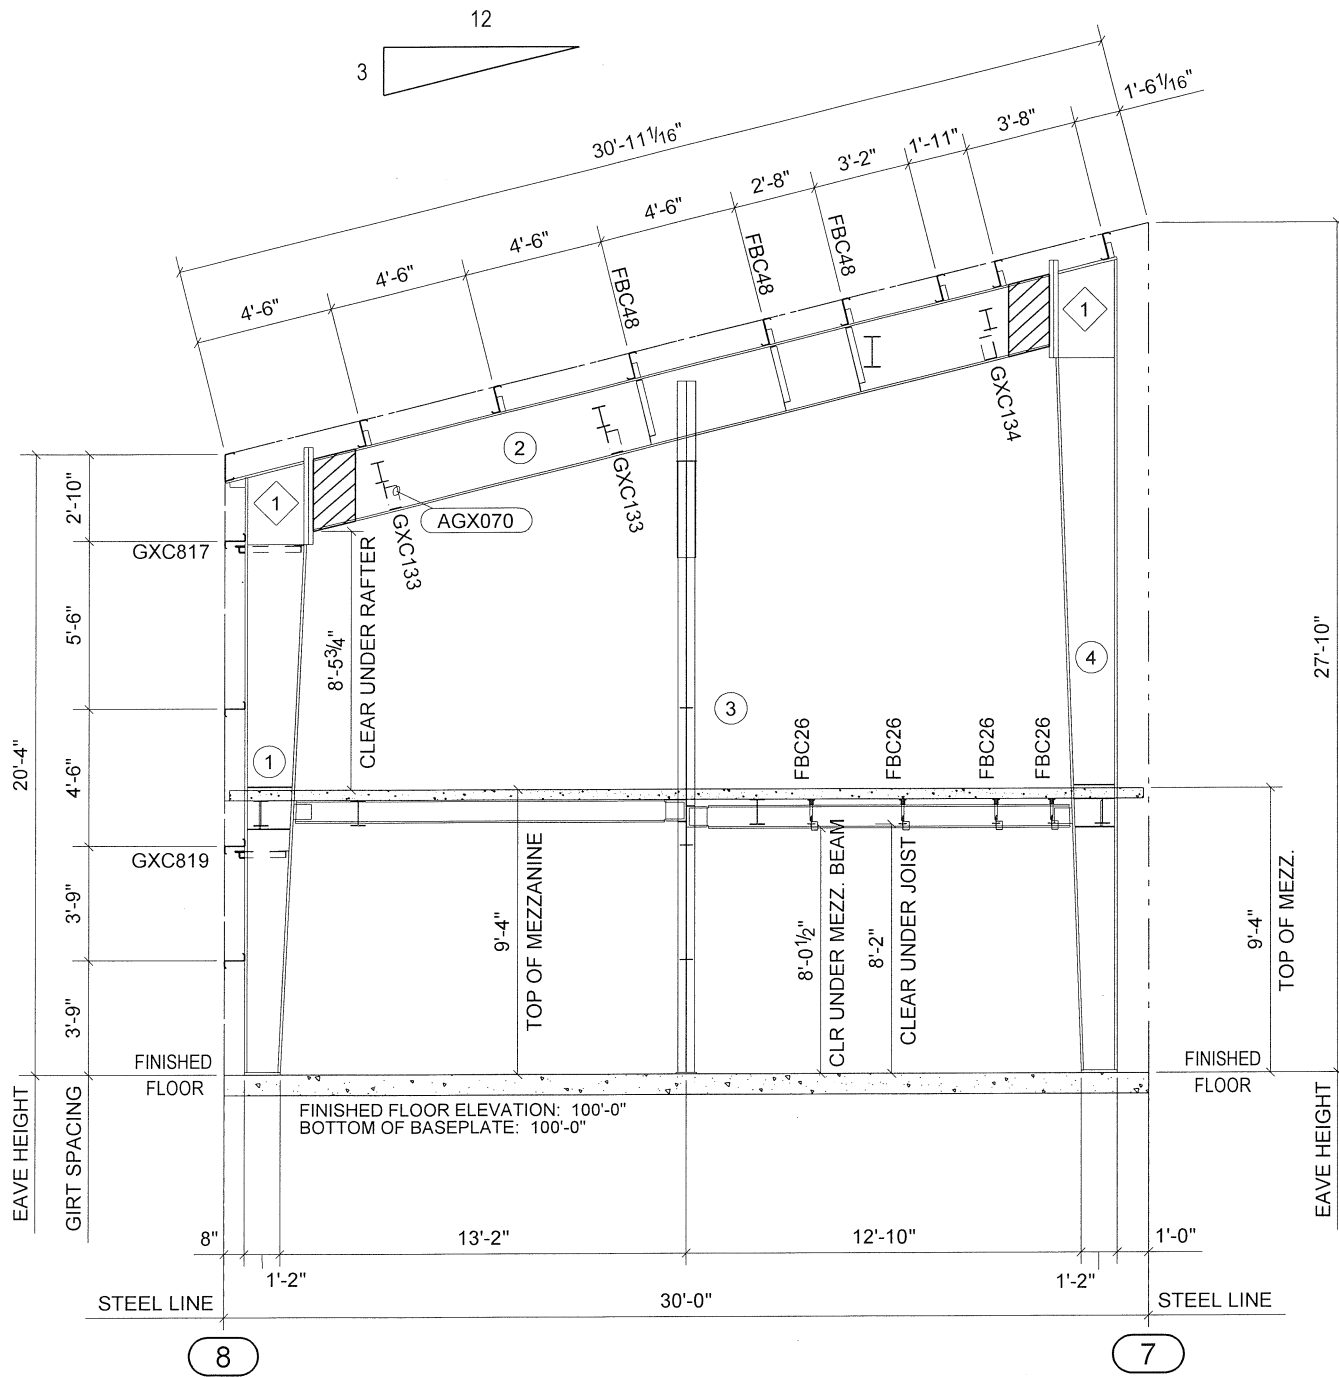 12
3
30'-11 1/16"
1'-6 1/16"
3'-8"
1'-11"
3'-2"
2'-8"
4'-6"
4'-6"
4'-6"
4'-6"
FBC48
FBC48
FBC48
1
GXC134
2
GXC133
1
AGX070
GXC133
2'-10"
GXC817
5'-6"
8'-5 3/4"
CLEAR UNDER RAFTER
27'-10"
4
3
20'-4"
4'-6"
1
FBC26
FBC26
FBC26
FBC26
GXC819
3'-9"
9'-4"
TOP OF MEZZANINE
8'-0 1/2"
CLR UNDER MEZZ. BEAM
8'-2"
CLEAR UNDER JOIST
9'-4"
TOP OF MEZZ.
3'-9"
FINISHED
FLOOR
FINISHED
FLOOR
FINISHED FLOOR ELEVATION: 100'-0"
BOTTOM OF BASEPLATE: 100'-0"
EAVE HEIGHT
GIRT SPACING
EAVE HEIGHT
8"
13'-2"
12'-10"
1'-0"
1'-2"
1'-2"
STEEL LINE
30'-0"
STEEL LINE
8
7